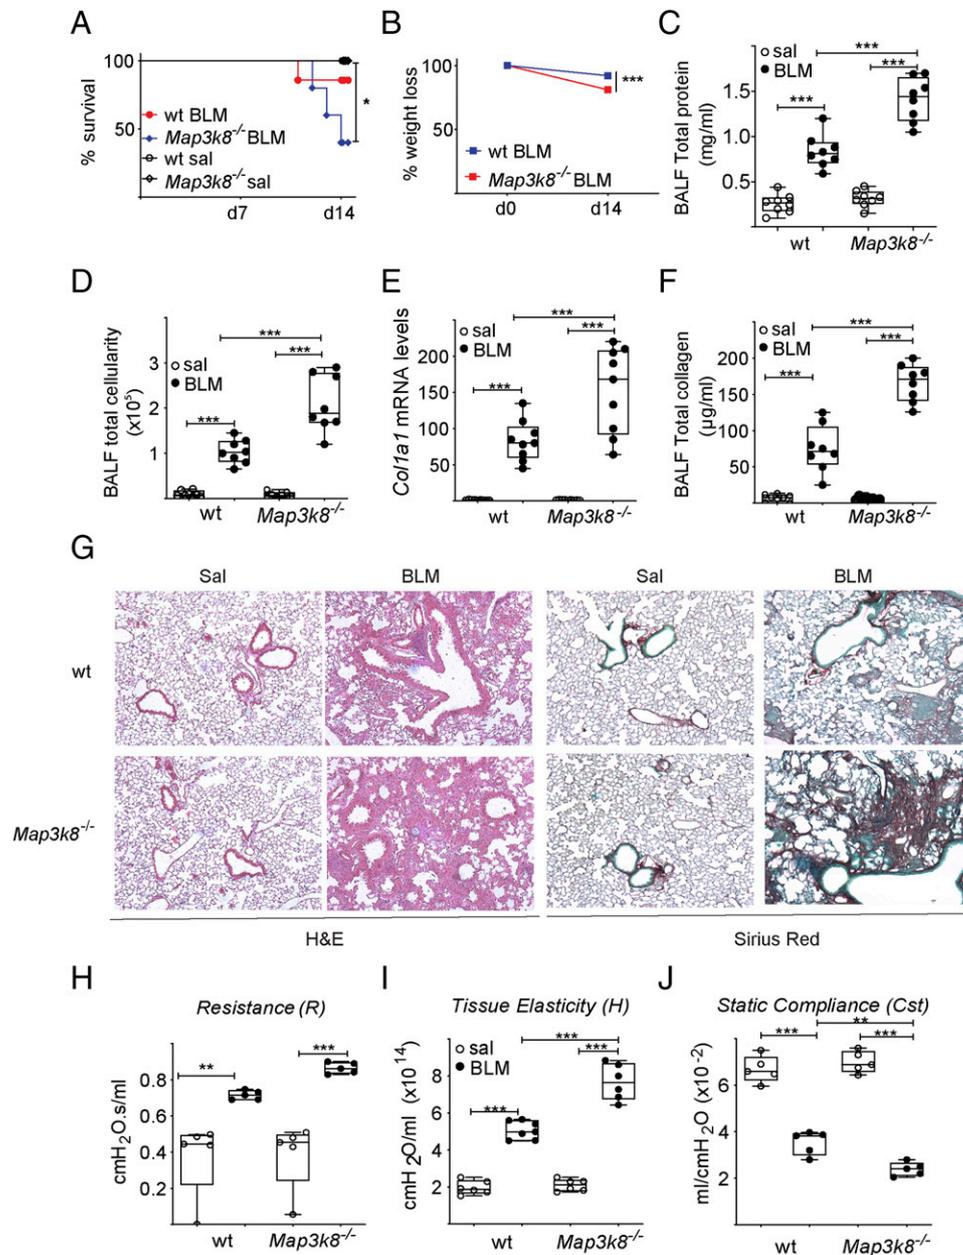 A
% survival
100
50
wt BLM
Map3k8-/- BLM
wt sal
Map3k8-/- sal
*
d7
d14
B
% weight loss
100
50
***
wt BLM
Map3k8-/- BLM
d0
d14
C
BALF Total protein
(mg/ml)
sal
BLM
***
***
***
1.5
1.0
0.5
wt
Map3k8-/-
D
BALF total cellularity
(x10⁵)
sal
BLM
***
***
***
3
2
1
wt
Map3k8-/-
E
Col1a1 mRNA levels
sal
BLM
***
***
***
200
150
100
50
wt
Map3k8-/-
F
BALF Total collagen
(µg/ml)
sal
BLM
***
***
***
200
150
100
50
wt
Map3k8-/-
G
Sal
BLM
Sal
BLM
wt
Map3k8-/-
H&E
Sirius Red
H
Resistance (R)
cmH2O.s/ml
**
***
0.8
0.6
0.4
0.2
wt
Map3k8-/-
I
Tissue Elasticity (H)
cmH 2O/ml (x10 14)
sal
BLM
***
***
***
8
6
4
2
wt
Map3k8-/-
J
Static Compliance (Cst)
ml/cmH 2O (x10-2)
**
***
***
6
4
2
wt
Map3k8-/-